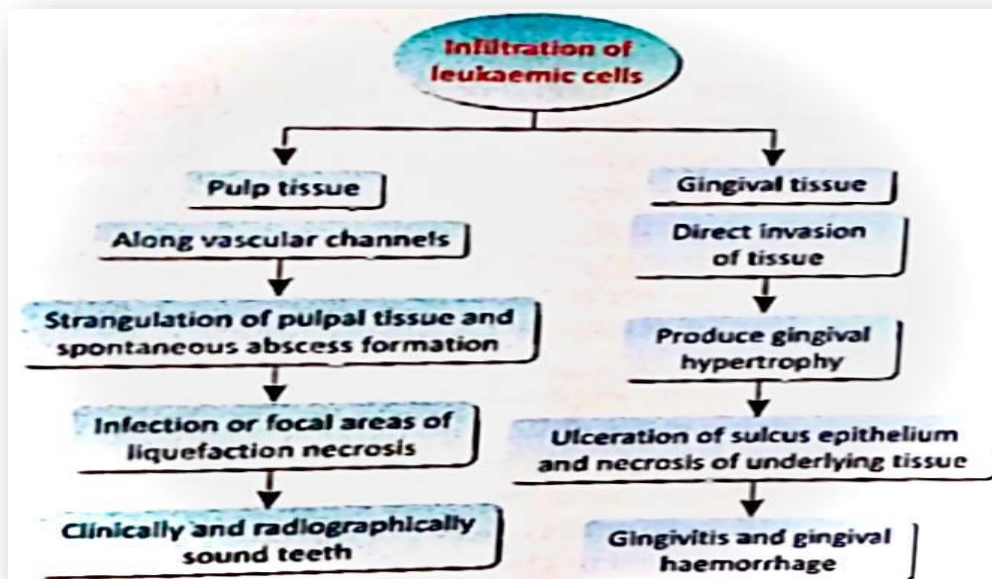 Infiltration of
leukaemic cells
Pulp tissue
Along vascular channels
Strangulation of pulpal tissue and
spontaneous abscess formation
Infection or focal areas of
liquefaction necrosis
Clinically and radiographically
sound teeth
Gingival tissue
Direct invasion
of tissue
Produce gingival
hypertrophy
Ulceration of sulcus epithelium
and necrosis of underlying tissue
Gingivitis and gingival
haemorrhage